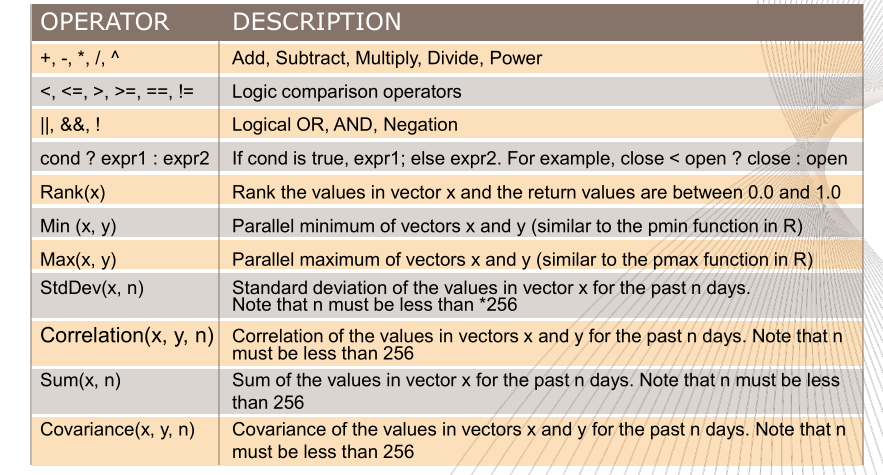 OPERATOR DESCRIPTION
+, -, *, /, ^ Add, Subtract, Multiply, Divide, Power
<, <=, >, >=, ==, != Logic comparison operators
||, &&, ! Logical OR, AND, Negation
cond ? expr1 : expr2 If cond is true, expr1; else expr2. For example, close < open ? close : open
Rank(x) Rank the values in vector x and the return values are between 0.0 and 1.0
Min (x, y) Parallel minimum of vectors x and y (similar to the pmin function in R)
Max(x, y) Parallel maximum of vectors x and y (similar to the pmax function in R)
StdDev(x, n) Standard deviation of the values in vector x for the past n days.
Note that n must be less than *256
Correlation(x, y, n) Correlation of the values in vectors x and y for the past n days. Note that n
must be less than 256
Sum(x, n) Sum of the values in vector x for the past n days. Note that n must be less
than 256
Covariance(x, y, n) Covariance of the values in vectors x and y for the past n days. Note that n
must be less than 256